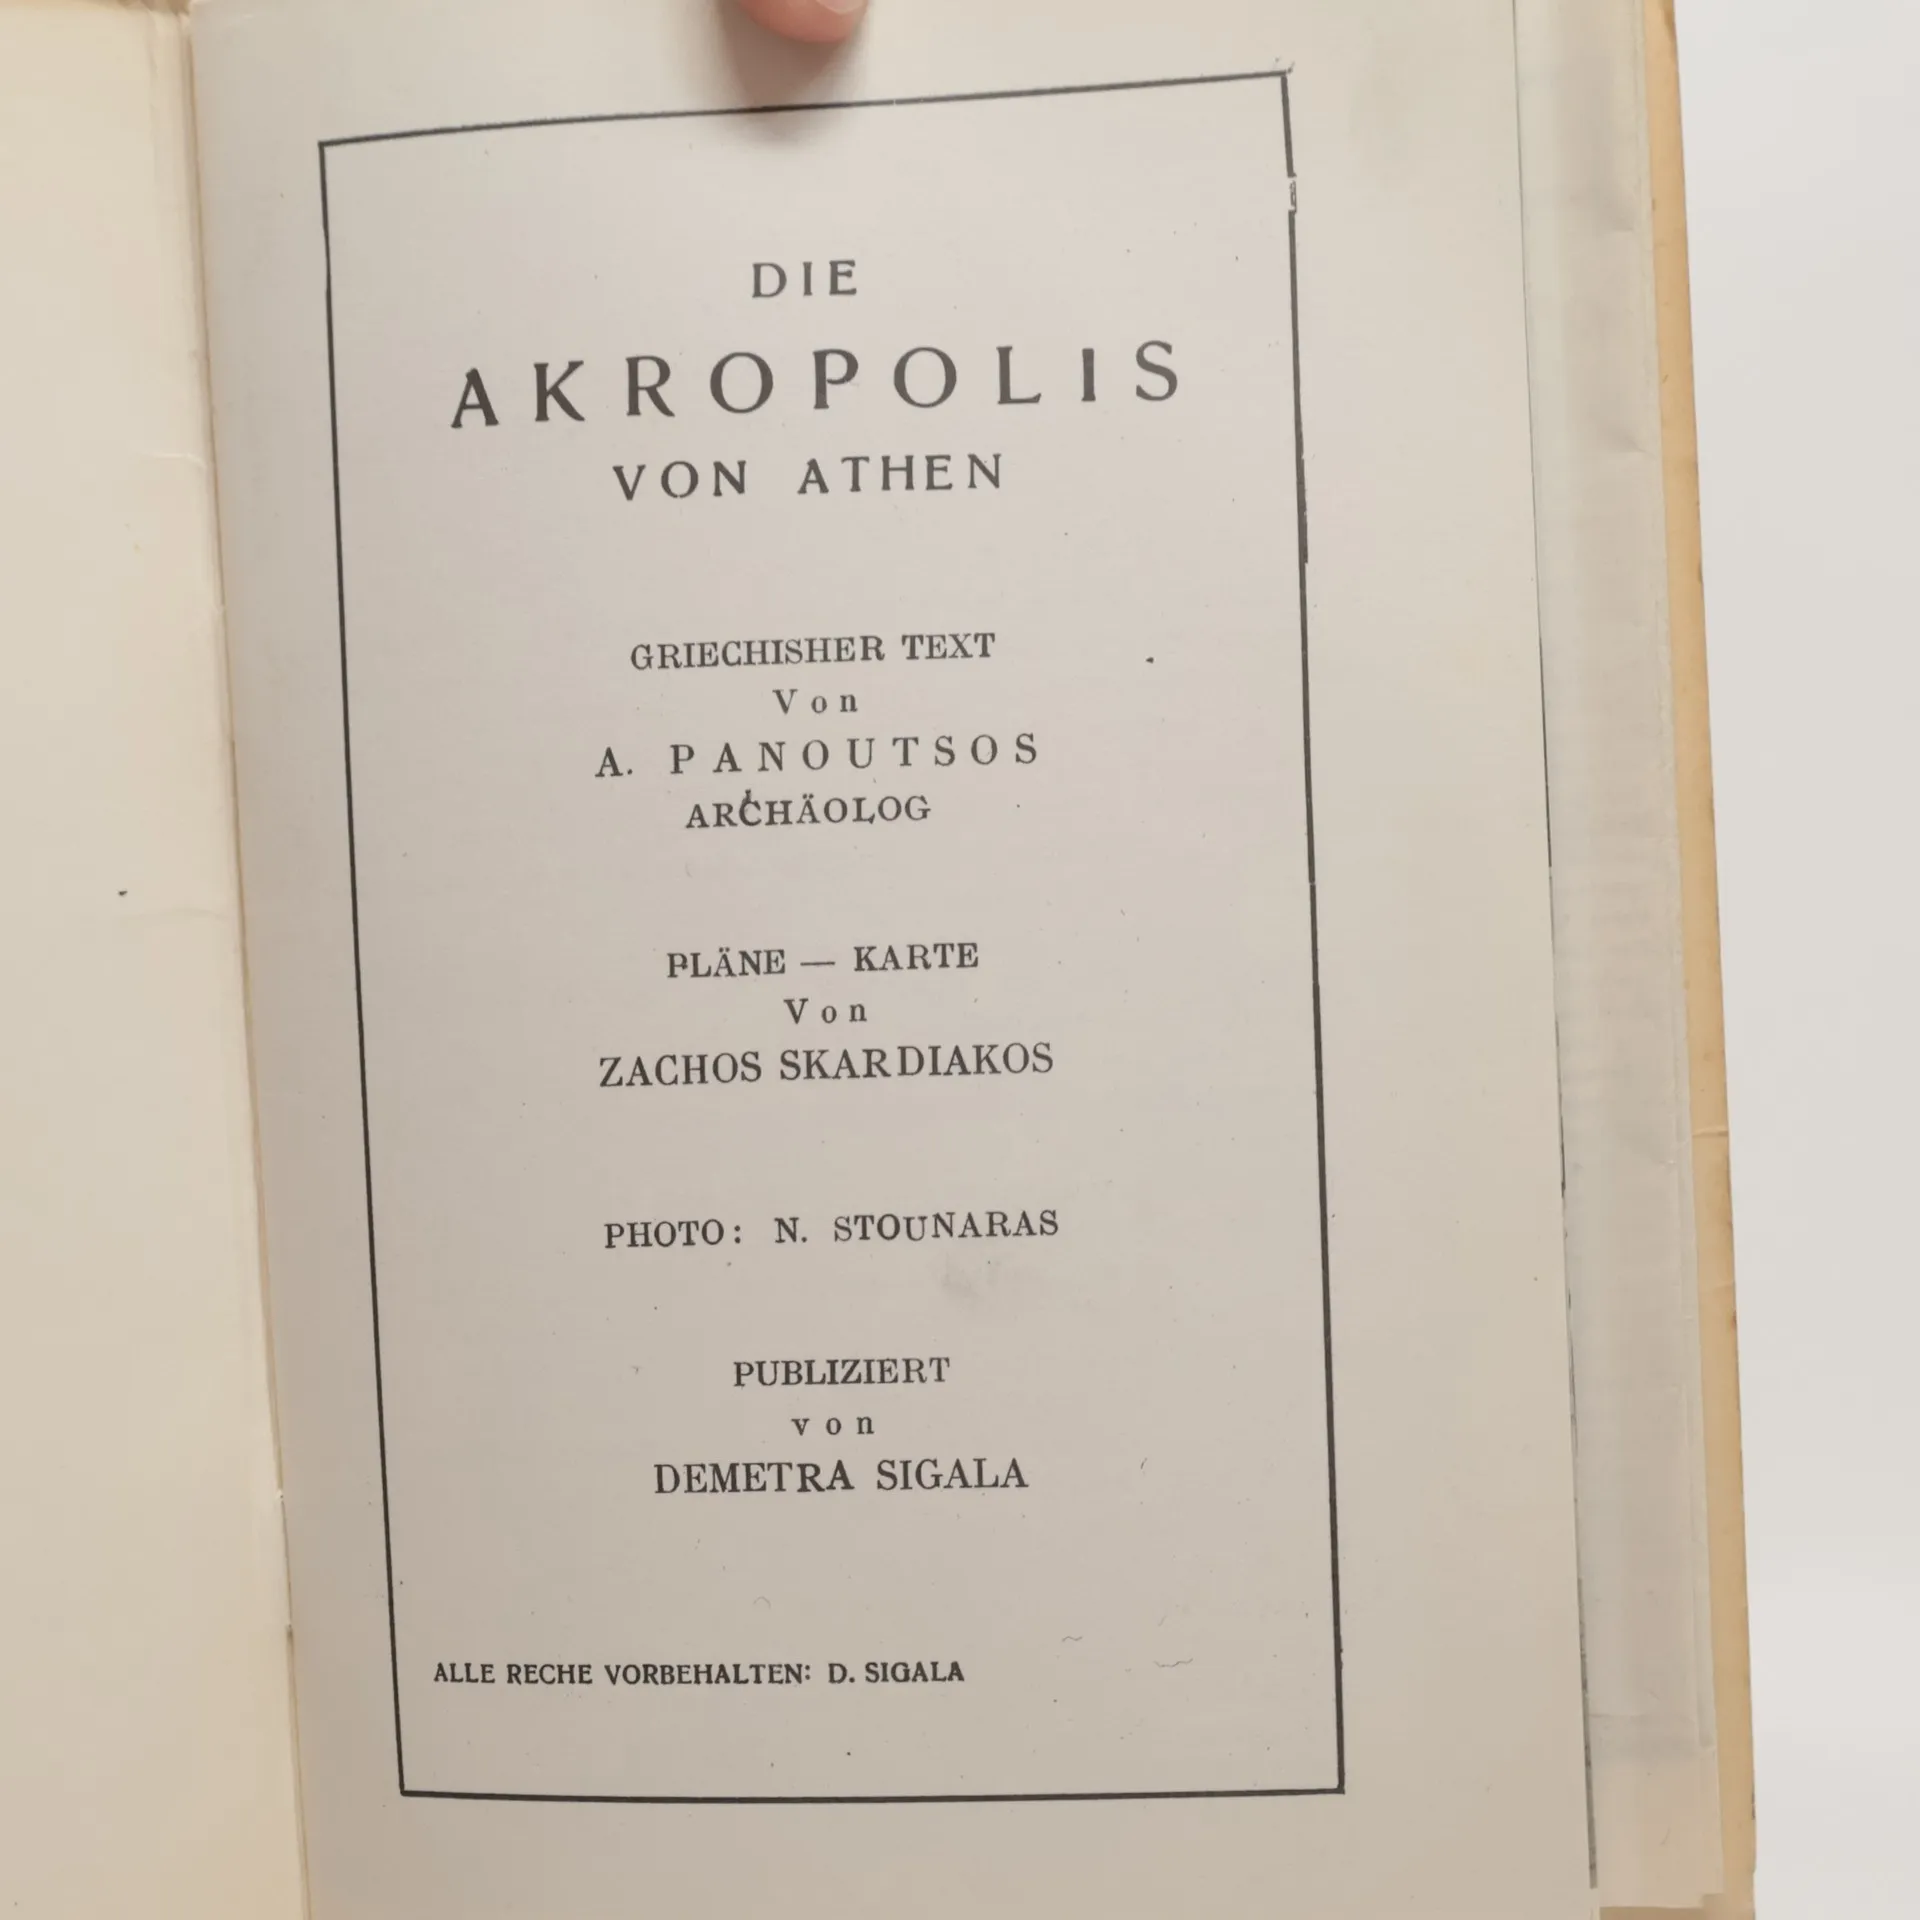 DIE
AKROPOLIS
VON ATHEN
GRIECHISHER TEXT
Von
A. PANOUTSOS
ARCHÄOLOG
PLÄNE — KARTE
Von
ZACHOS SKARDIAKOS
PHOTO: N. STOUNARAS
PUBLIZIERT
von
DEMETRA SIGALA
ALLE RECHE VORBEHALTEN: D. SIGALA